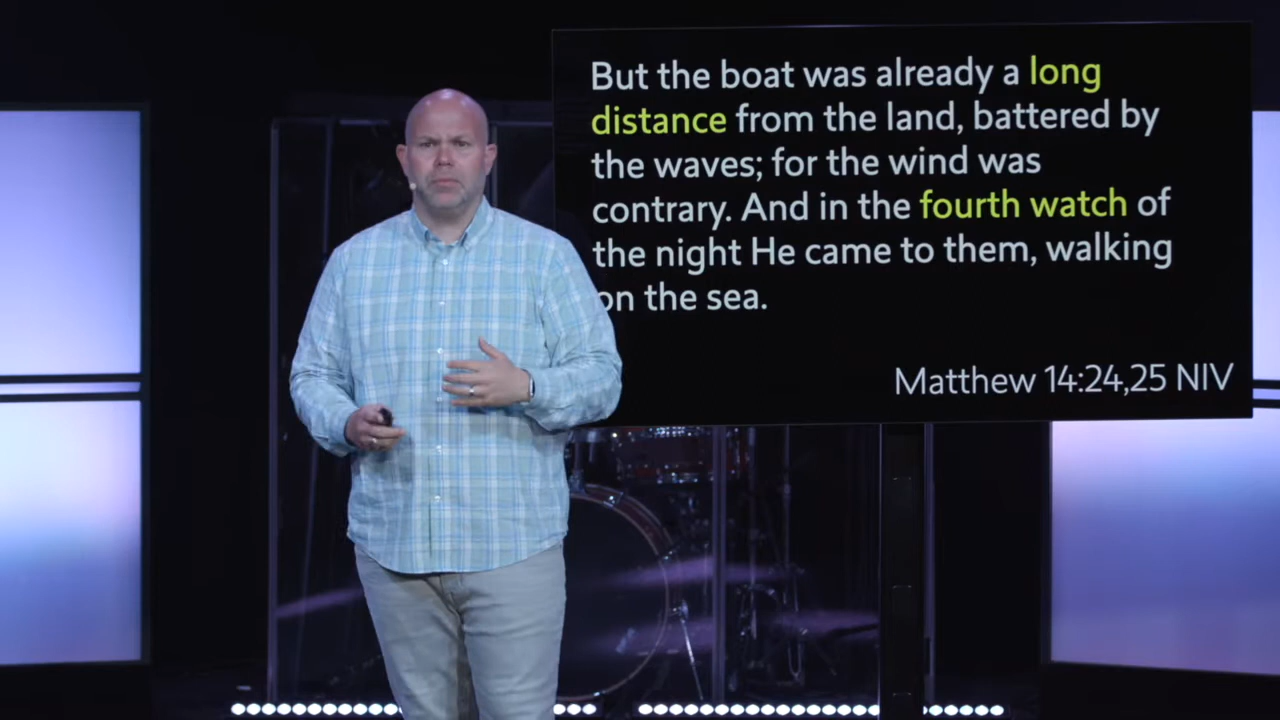 But the boat was already a long
distance from the land, battered by
the waves; for the wind was
contrary. And in the fourth watch of
the night He came to them, walking
on the sea.
Matthew 14:24,25 NIV